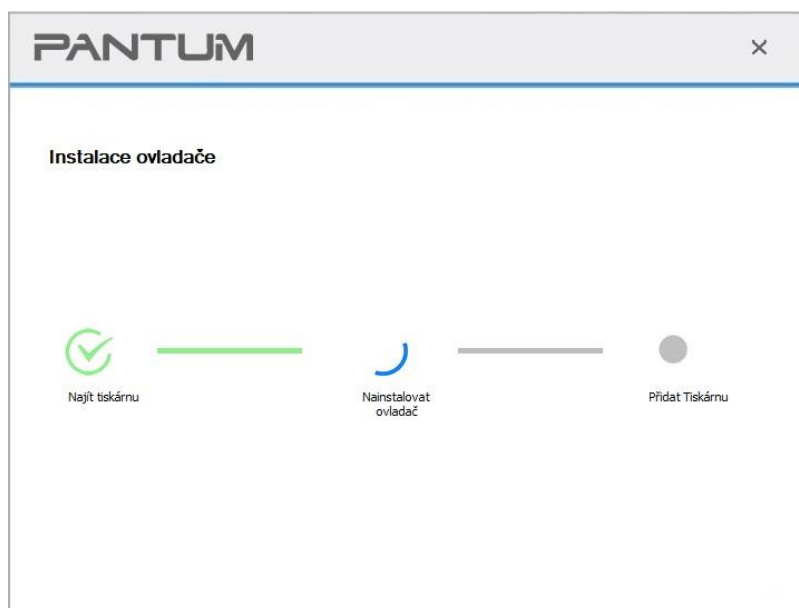 PANTUM
Instalace ovladače
Najít tiskárnu
Nainstalovat
ovladač
Přidat Tiskárnu